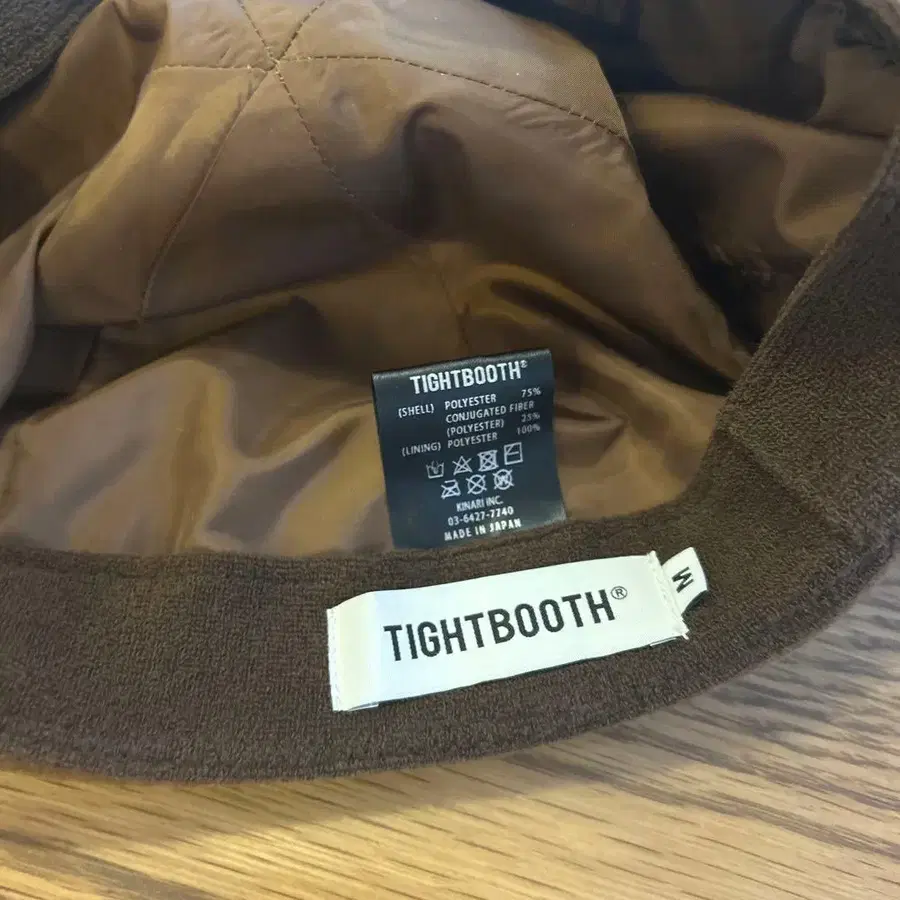 TIGHTBOOTH®
(SHELL) POLYESTER 75%
CONJUGATED FIBER
(POLYESTER) 25%
(LINING) POLYESTER 100%
KINARI INC.
03-6427-7240
MADE IN JAPAN
TIGHTBOOTH®
M